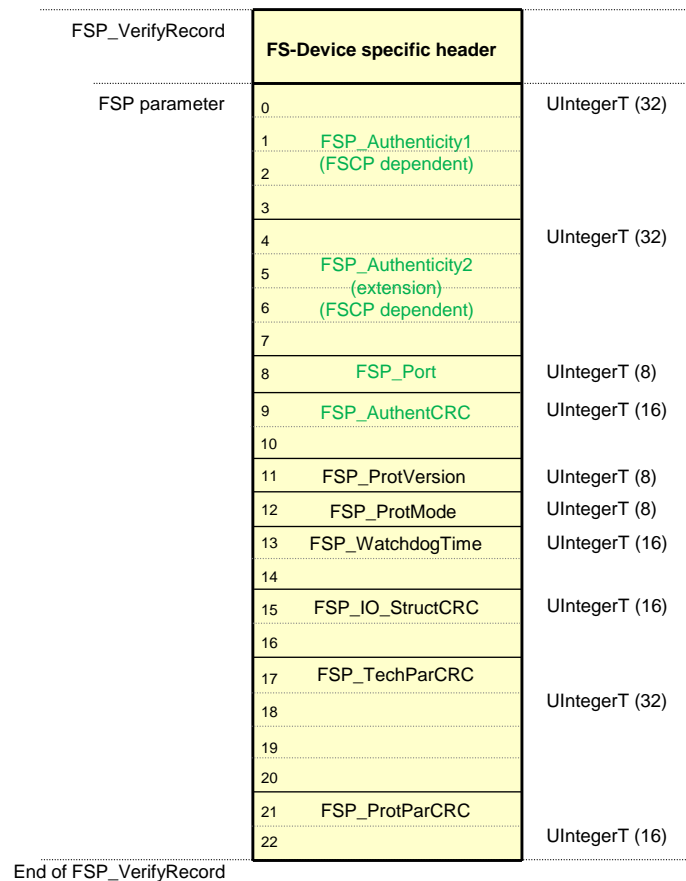 FSP_VerifyRecord
FS-Device specific header
FSP parameter
0
UIntegerT (32)
1
FSP_Authenticity1
(FSCP dependent)
2
3
4
UIntegerT (32)
5
FSP_Authenticity2
(extension)
6
(FSCP dependent)
7
8 FSP_Port UIntegerT (8)
9 FSP_AuthentCRC UIntegerT (16)
10
11 FSP_ProtVersion UIntegerT (8)
12 FSP_ProtMode UIntegerT (8)
13 FSP_WatchdogTime UIntegerT (16)
14
15 FSP_IO_StructCRC UIntegerT (16)
16
17 FSP_TechParCRC
18 UIntegerT (32)
19
20
21 FSP_ProtParCRC
22 UIntegerT (16)
End of FSP_VerifyRecord